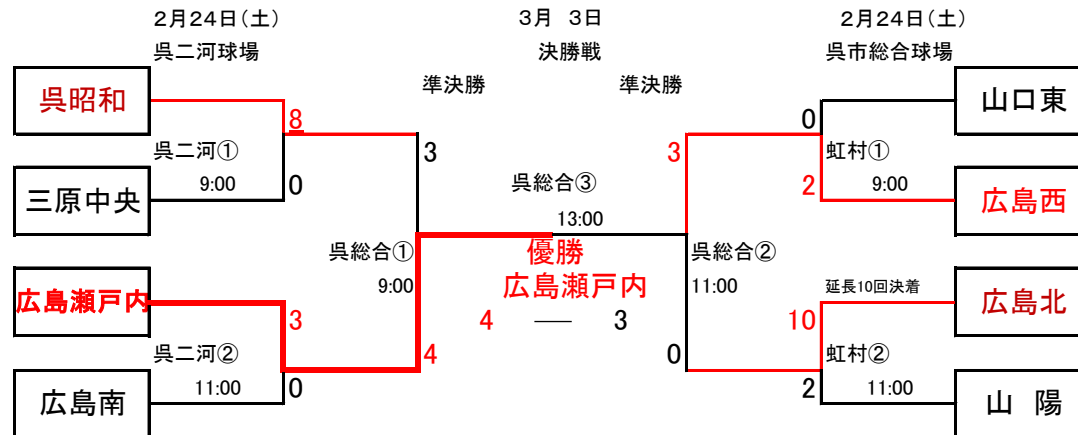 2月24日(土)
3月 3日
2月24日(土)
呉二河球場
決勝戦
呉市総合球場
準決勝
準決勝
呉昭和
山口東
8
0
呉二河①
3
3
虹村①
9:00
0
呉総合③
2
9:00
三原中央
広島西
13:00
呉総合①
優勝
呉総合②
9:00
広島瀬戸内
11:00
延長10回決着
広島瀬戸内
広島北
3
4 ― 3
10
呉二河②
4
0
虹村②
11:00
0
2
11:00
広島南
山 陽